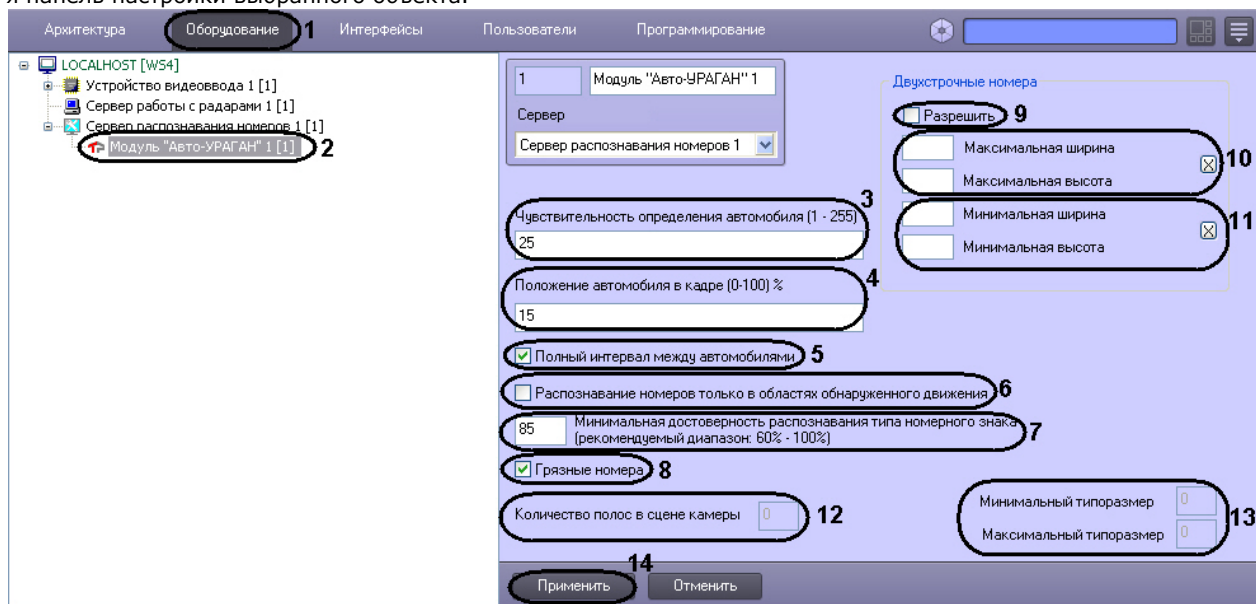 я панель настройки выбранного объекта.
Архитектура Оборудование 1 Интерфейсы Пользователи Программирование
LOCALHOST [WS4]
Устройство видеоввода 1 [1]
Сервер работы с радарами 1 [1]
Сервер распознавания номеров 1 [1]
Модуль "Авто-УРАГАН" 1 [1] 2
1 Модуль "Авто-УРАГАН" 1
Сервер
Сервер распознавания номеров 1
Чувствительность определения автомобиля (1 - 255) 3
25
Положение автомобиля в кадре (0-100) % 4
15
Полный интервал между автомобилями 5
Распознавание номеров только в областях обнаруженного движения 6
85 Минимальная достоверность распознавания типа номерного знака
(рекомендуемый диапазон: 60% - 100%) 7
Грязные номера 8
Количество полос в сцене камеры 0 12
Двухстрочные номера
Разрешить 9
Максимальная ширина
Максимальная высота 10
Минимальная ширина
Минимальная высота 11
Минимальный типоразмер 0
Максимальный типоразмер 0 13
14
Применить Отменить